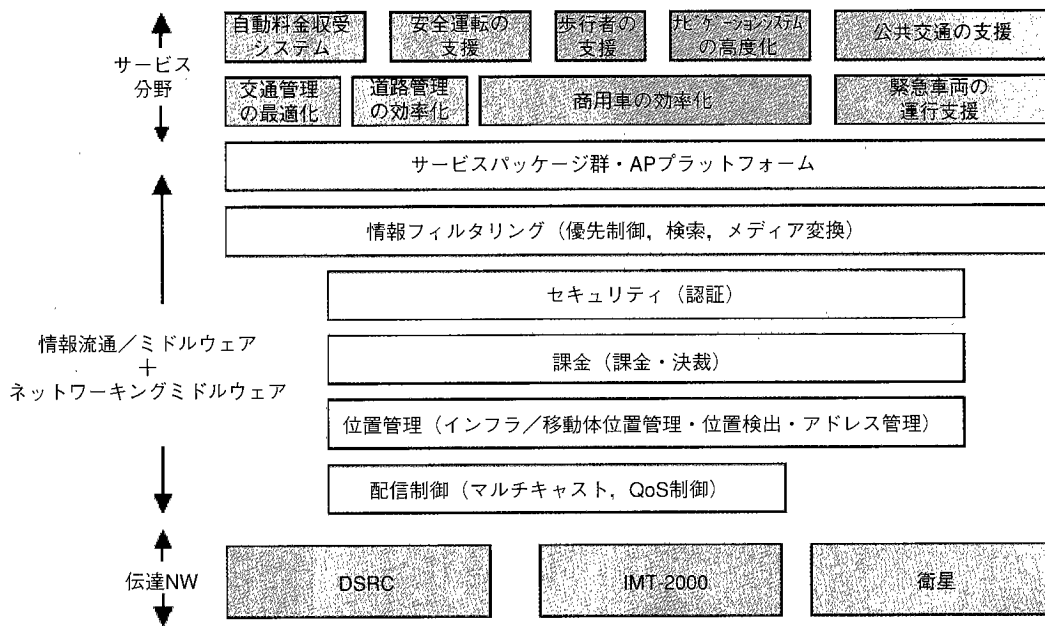 自動料金収受
システム
安全運転の
支援
歩行者の
支援
ﾅﾋﾞｹﾞｰｼｮﾝｼｽﾃﾑ
の高度化
公共交通の支援
サービス
分野
交通管理
の最適化
道路管理
の効率化
商用車の効率化
緊急車両の
運行支援
サービスパッケージ群・APプラットフォーム
情報フィルタリング（優先制御，検索，メディア変換）
セキュリティ（認証）
情報流通／ミドルウェア
＋
ネットワーキングミドルウェア
課金（課金・決裁）
位置管理（インフラ／移動体位置管理・位置検出・アドレス管理）
配信制御（マルチキャスト，QoS制御）
伝達NW
DSRC
IMT-2000
衛星